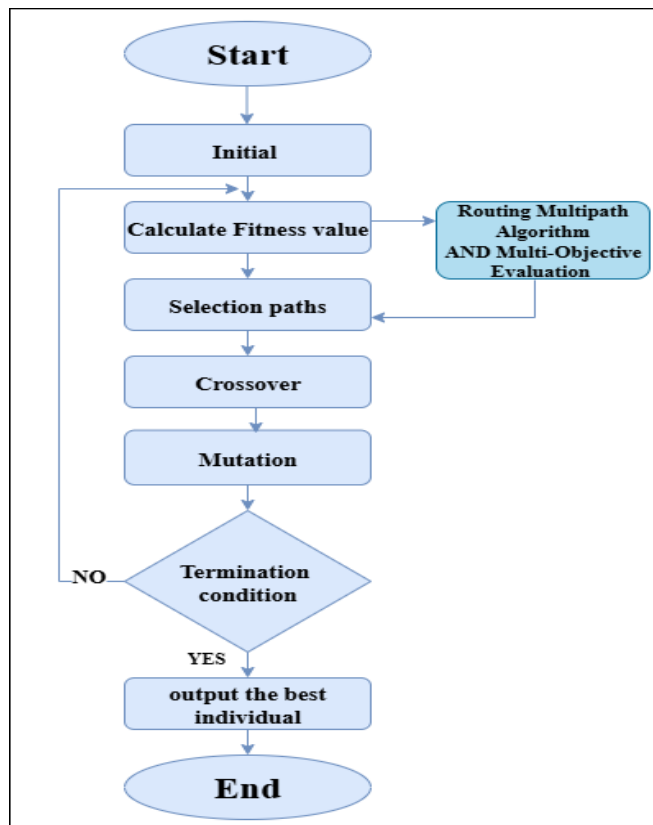 Start
Initial
Calculate Fitness value
Routing Multipath
Algorithm
AND Multi-Objective
Evaluation
Selection paths
Crossover
Mutation
Termination
condition
NO
YES
output the best
individual
End